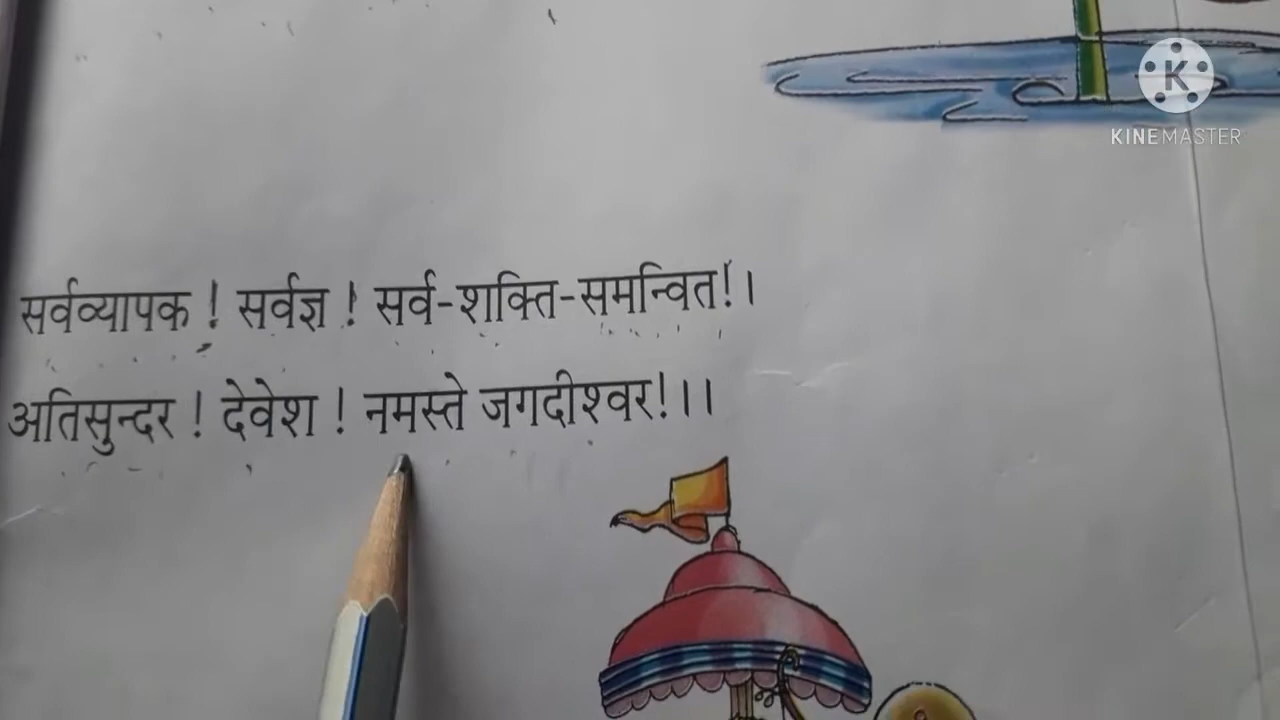 KINEMASTER
सर्वव्यापक ! सर्वज्ञ ! सर्व-शक्ति-समन्वित!।
अतिसुन्दर ! देवेश ! नमस्ते जगदीश्वर!।।